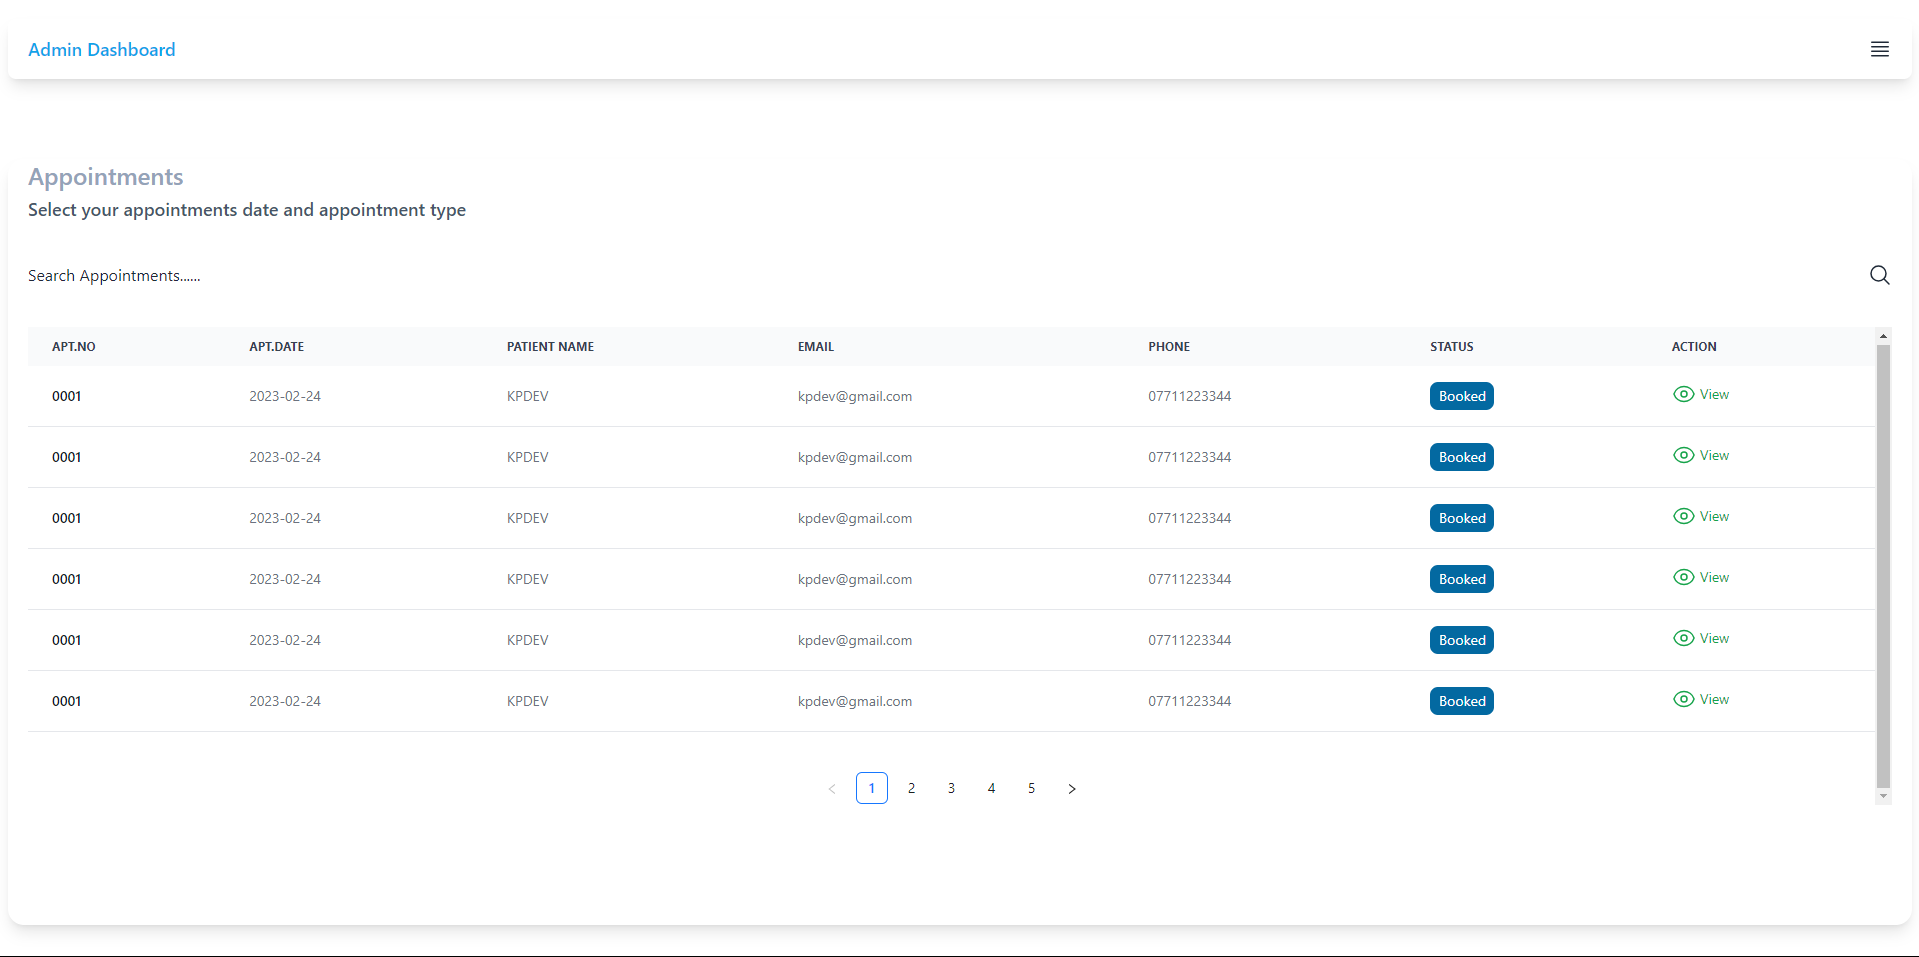 Admin Dashboard
Appointments
Select your appointments date and appointment type
Search Appointments......
APT.NO APT.DATE PATIENT NAME EMAIL PHONE STATUS ACTION
0001 2023-02-24 KPDEV kpdev@gmail.com 07711223344 Booked View
0001 2023-02-24 KPDEV kpdev@gmail.com 07711223344 Booked View
0001 2023-02-24 KPDEV kpdev@gmail.com 07711223344 Booked View
0001 2023-02-24 KPDEV kpdev@gmail.com 07711223344 Booked View
0001 2023-02-24 KPDEV kpdev@gmail.com 07711223344 Booked View
0001 2023-02-24 KPDEV kpdev@gmail.com 07711223344 Booked View
< 1 2 3 4 5 >